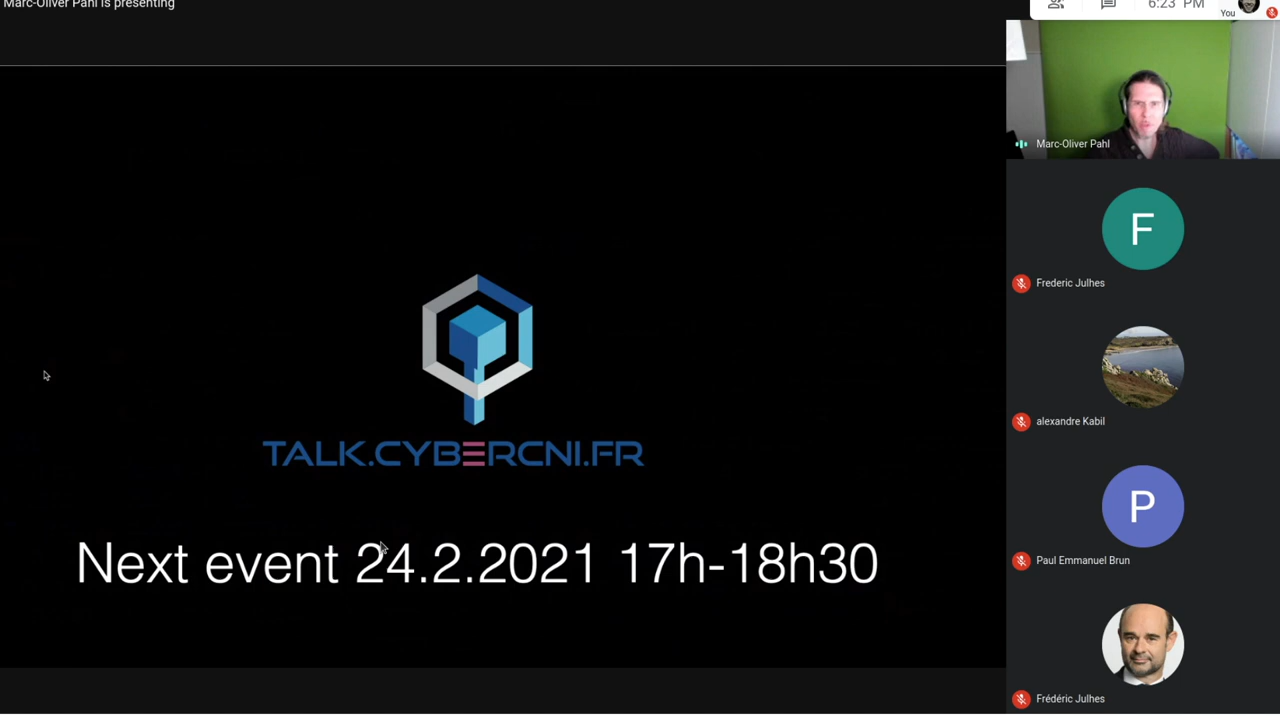 Marc-Oliver Pahl is presenting
6:23 PM
You
Marc-Oliver Pahl
F
Frederic Julhes
alexandre Kabil
TALK.CYBERCNI.FR
Next event 24.2.2021 17h-18h30
P
Paul Emmanuel Brun
Frédéric Julhes